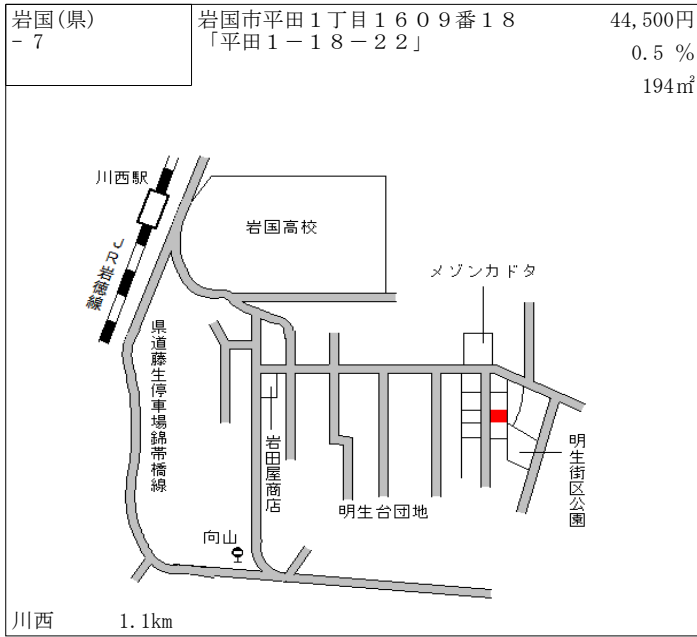 岩国(県)
－７
岩国市平田１丁目１６０９番１８
「平田１－１８－２２」
44,500円
0.5 %
194㎡
川西駅
ＪＲ岩徳線
岩国高校
メゾンカドタ
県道藤生停車場錦帯橋線
岩田屋商店
明生台団地
明生街区公園
向山
川西 1.1km